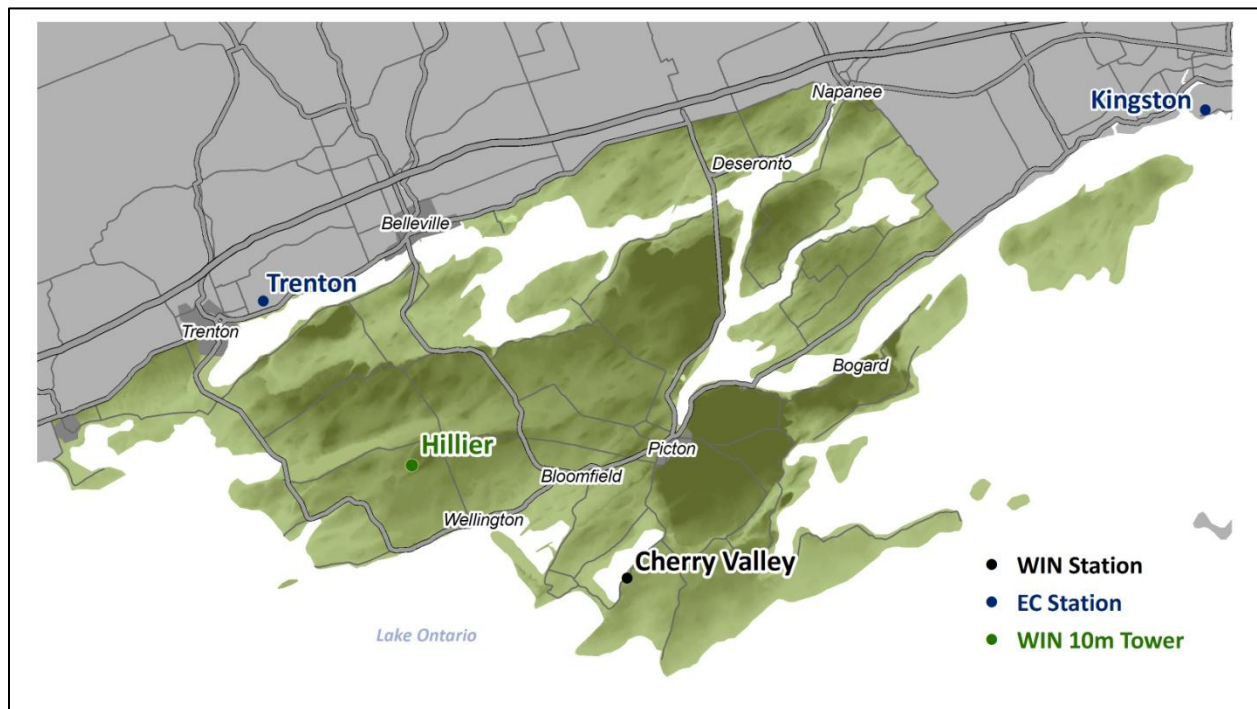 Napanee
Kingston
Deseronto
Belleville
Trenton
Trenton
Bogard
Hillier
Picton
Bloomfield
Wellington
Cherry Valley
WIN Station
EC Station
WIN 10m Tower
Lake Ontario